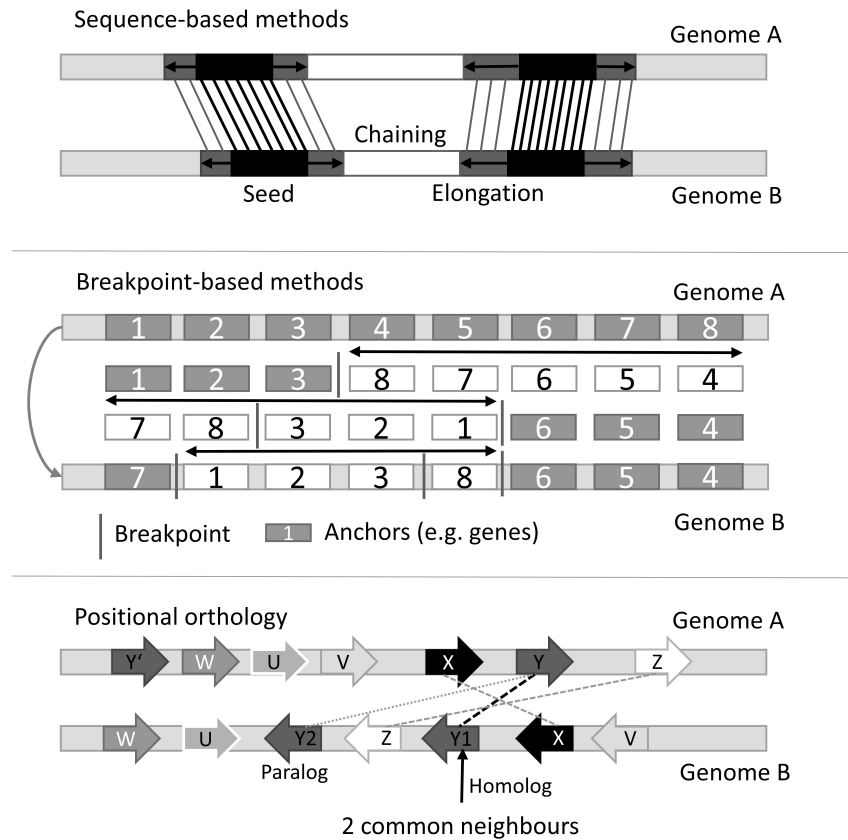 Sequence-based methods
Genome A
Chaining
Seed
Elongation
Genome B
Breakpoint-based methods
Genome A
1 2 3 4 5 6 7 8
1 2 3 8 7 6 5 4
7 8 3 2 1 6 5 4
7 1 2 3 8 6 5 4
Genome B
Breakpoint
1 Anchors (e.g. genes)
Positional orthology
Genome A
Y' W U V X Y Z
W U Y2 Z Y1 X V
Paralog
Homolog
Genome B
2 common neighbours